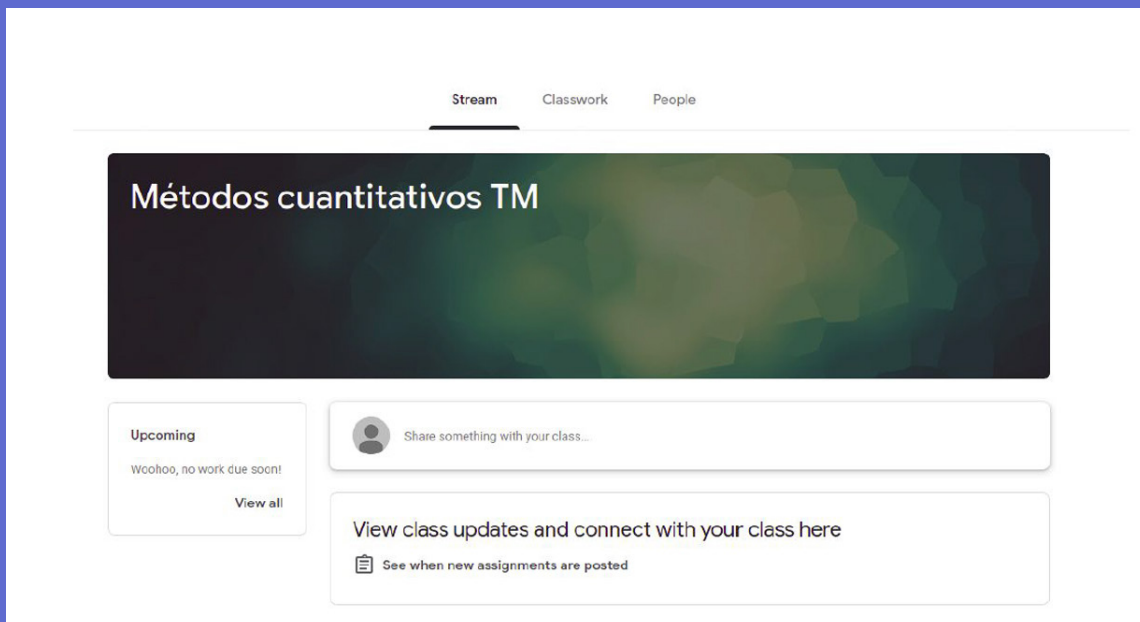 Stream Classwork People
Métodos cuantitativos TM
Upcoming
Woohoo, no work due soon!
View all
Share something with your class...
View class updates and connect with your class here
See when new assignments are posted